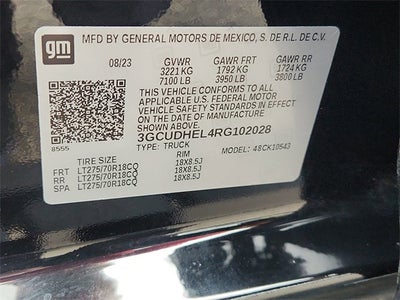 gm
MFD BY GENERAL MOTORS DE MEXICO, S. DE R.L. DE C.V.
08/23 GVWR GAWR FRT GAWR RR
3221 KG 1792 KG 1724 KG
7100 LB 3950 LB 3800 LB
THIS VEHICLE CONFORMS TO ALL
APPLICABLE U.S. FEDERAL MOTOR
VEHICLE SAFETY STANDARDS IN
EFFECT ON THE DATE OF
MANUFACTURE SHOWN ABOVE.
3GCUDHEL4RG102028
8555 TYPE: TRUCK MODEL: 48CK10543
TIRE SIZE RIM
FRT LT275/70R18CQ 18X8.5J
RR LT275/70R18CQ 18X8.5J
SPA LT275/70R18CQ 18X8.5J